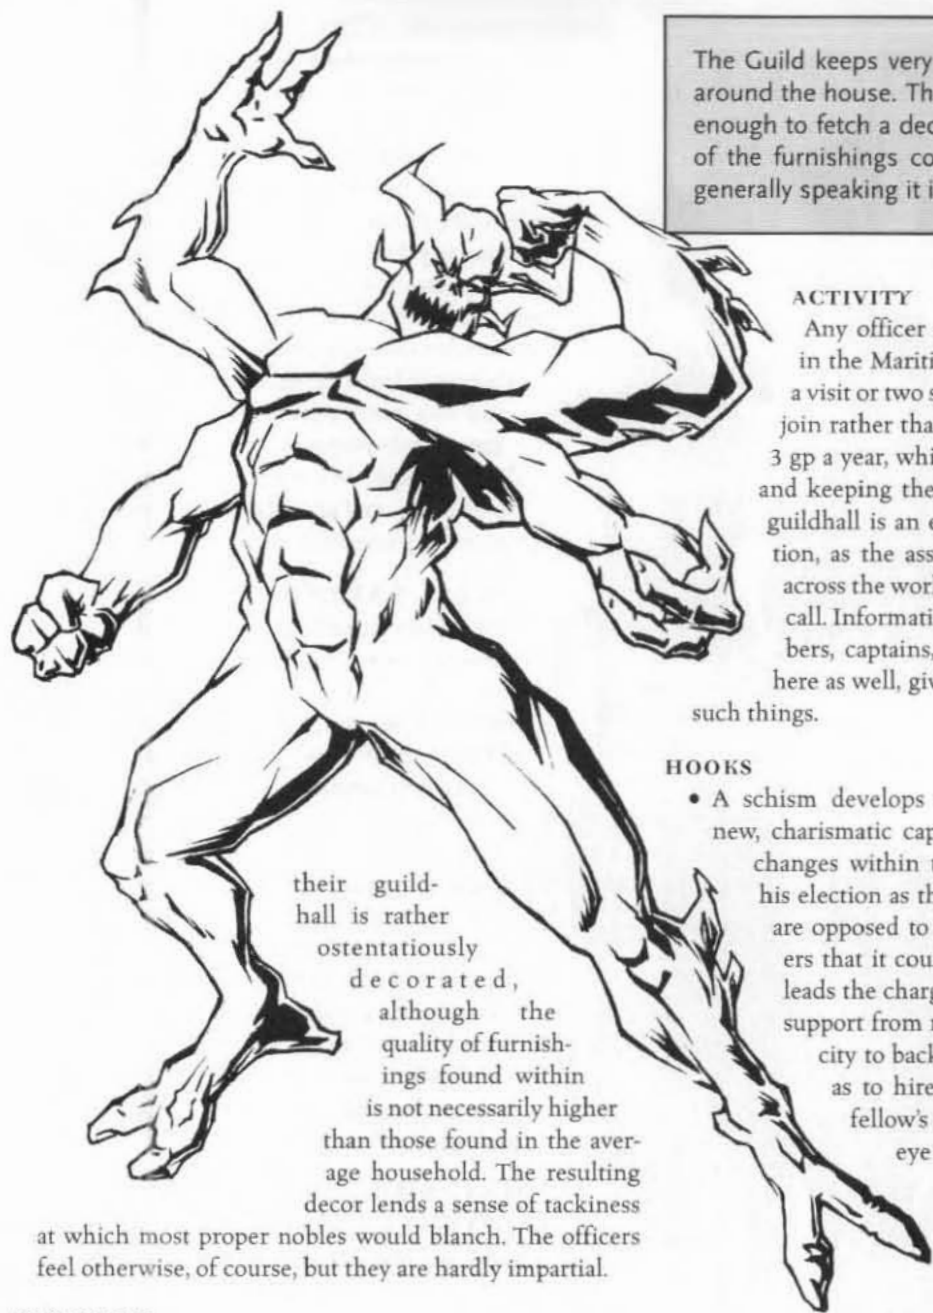 The Guild keeps very
around the house. Th
enough to fetch a dec
of the furnishings co
generally speaking it i
their guild-
hall is rather
ostentatiously
decorated,
although the
quality of furnish-
ings found within
is not necessarily higher
than those found in the aver-
age household. The resulting
decor lends a sense of tackiness
at which most proper nobles would blanch. The officers
feel otherwise, of course, but they are hardly impartial.
ACTIVITY
Any officer
in the Mariti
a visit or two s
join rather tha
3 gp a year, whi
and keeping the
guildhall is an e
tion, as the ass
across the worl
call. Informati
bers, captains,
here as well, giv
such things.
HOOKS
• A schism develops
new, charismatic cap
changes within t
his election as th
are opposed to
ers that it cou
leads the charg
support from r
city to back
as to hire
fellow's
eye